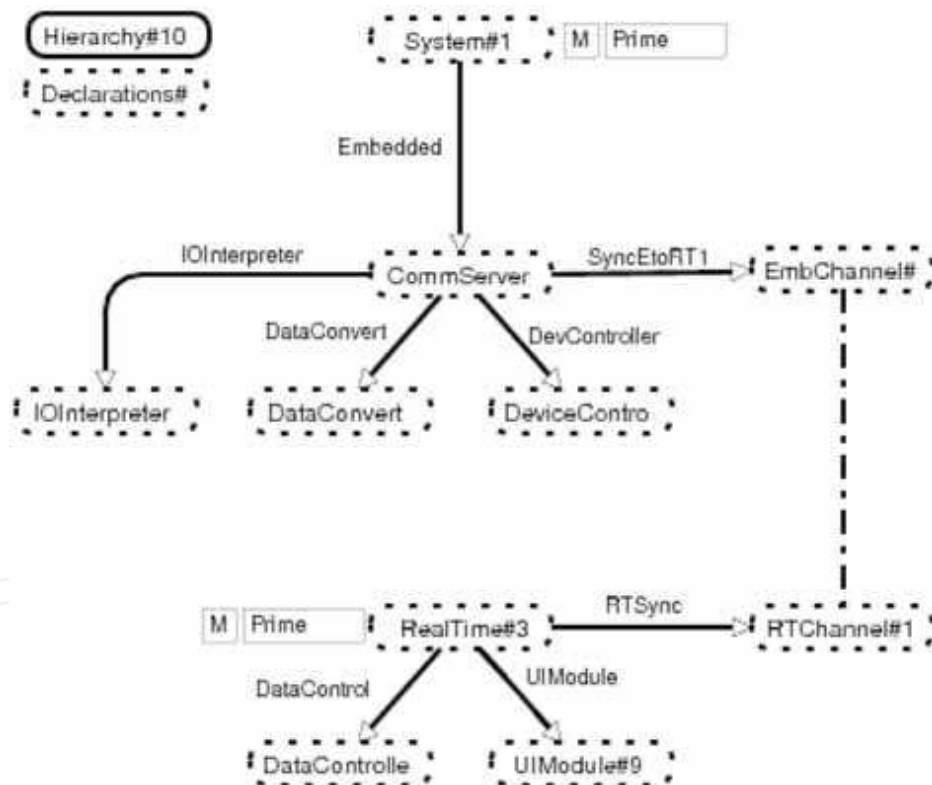 Hierarchy#10
System#1
M
Prime
Declarations#
Embedded
IOInterpreter
SyncEtoRT1
CommServer
EmbChannel#
DataConvert
DevController
IOInterpreter
DataConvert
DeviceContro
RTSync
M
Prime
RealTime#3
RTChannel#1
DataControl
UIModule
DataControlle
UIModule#9